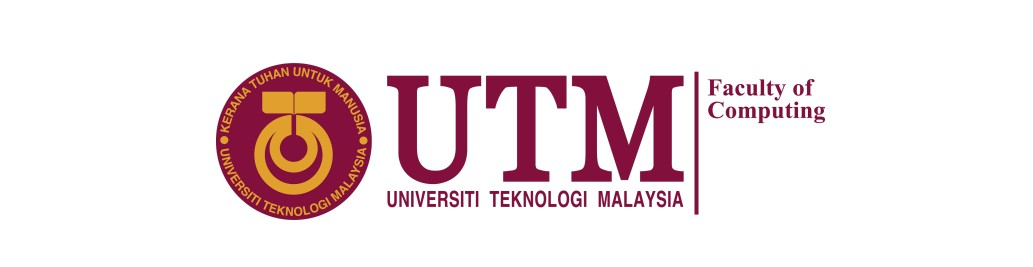 KERANA TUHAN UNTUK MANUSIA
UNIVERSITI TEKNOLOGI MALAYSIA
UTM
UNIVERSITI TEKNOLOGI MALAYSIA
Faculty of
Computing